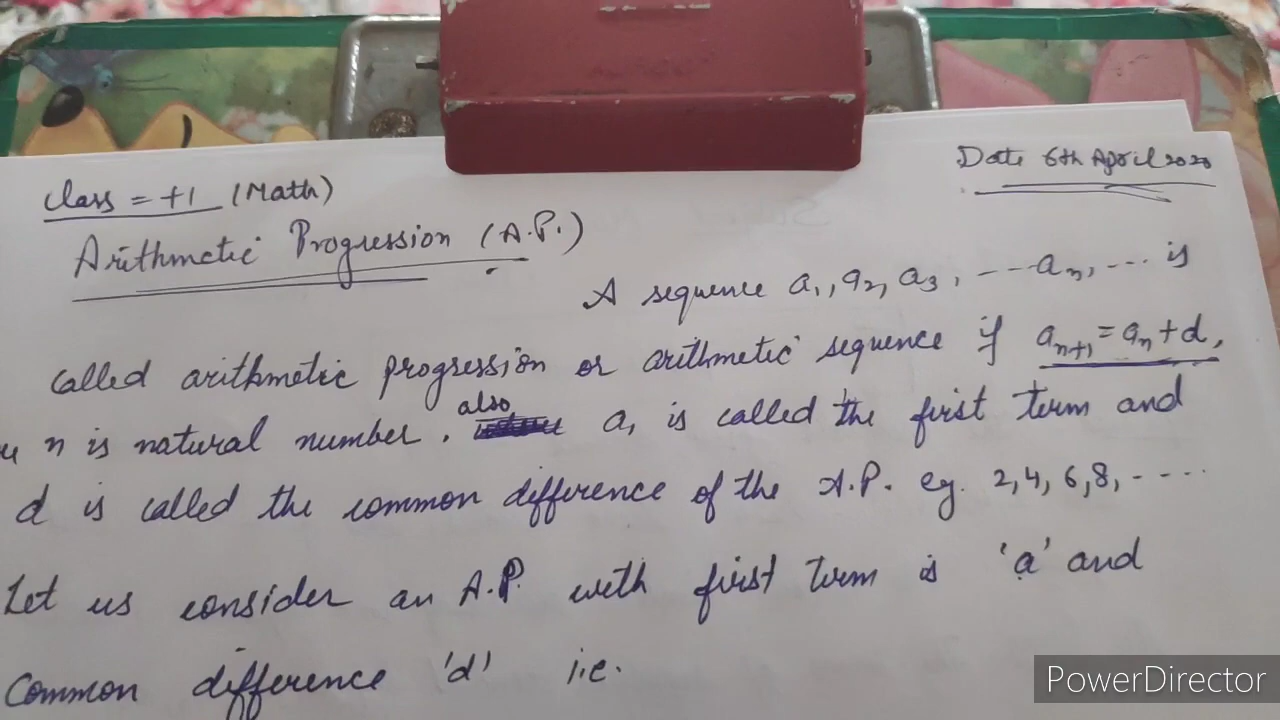 Class = +1 (Math)
Date 6th April 2020
Arithmetic Progression (A.P.)
A sequence a₁, a₂, a₃, ---aₙ, --- is
called arithmetic progression or arithmetic sequence if aₙ₊₁ = aₙ + d,
n is natural number. also a₁ is called the first term and
d is called the common difference of the A.P. eg. 2, 4, 6, 8, ----
Let us consider an A.P. with first term is 'a' and
Common difference 'd' i.e.
PowerDirector